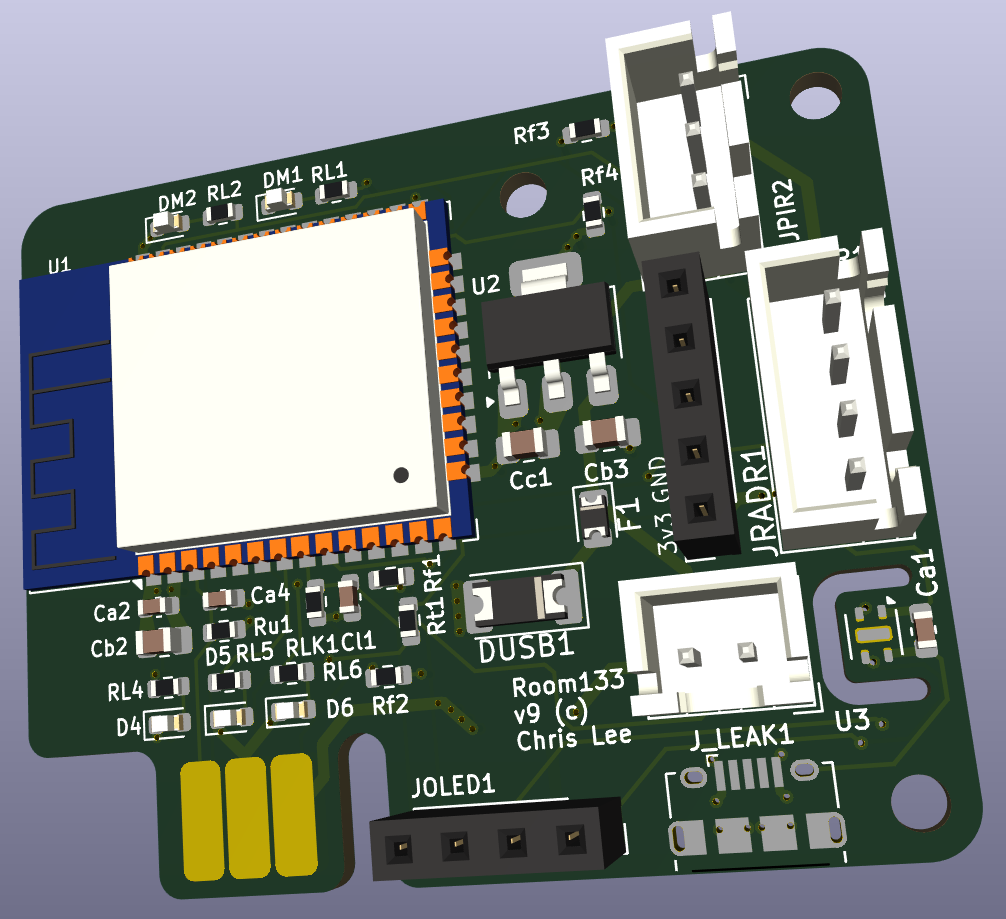 Rf3
DM2
RL2
DM1
RL1
Rf4
JPIR2
U1
U2
Cc1
Cb3
3v3 GND
F1
JRADR1
Ca2
Ca4
Rf1
Cb2
Ru1
Rt1
D5
RL5
RLK1
Cl1
DUSB1
Ca1
RL4
RL6
D4
D6
Rf2
Room133
v9 (c)
Chris Lee
U3
J_LEAK1
JOLED1